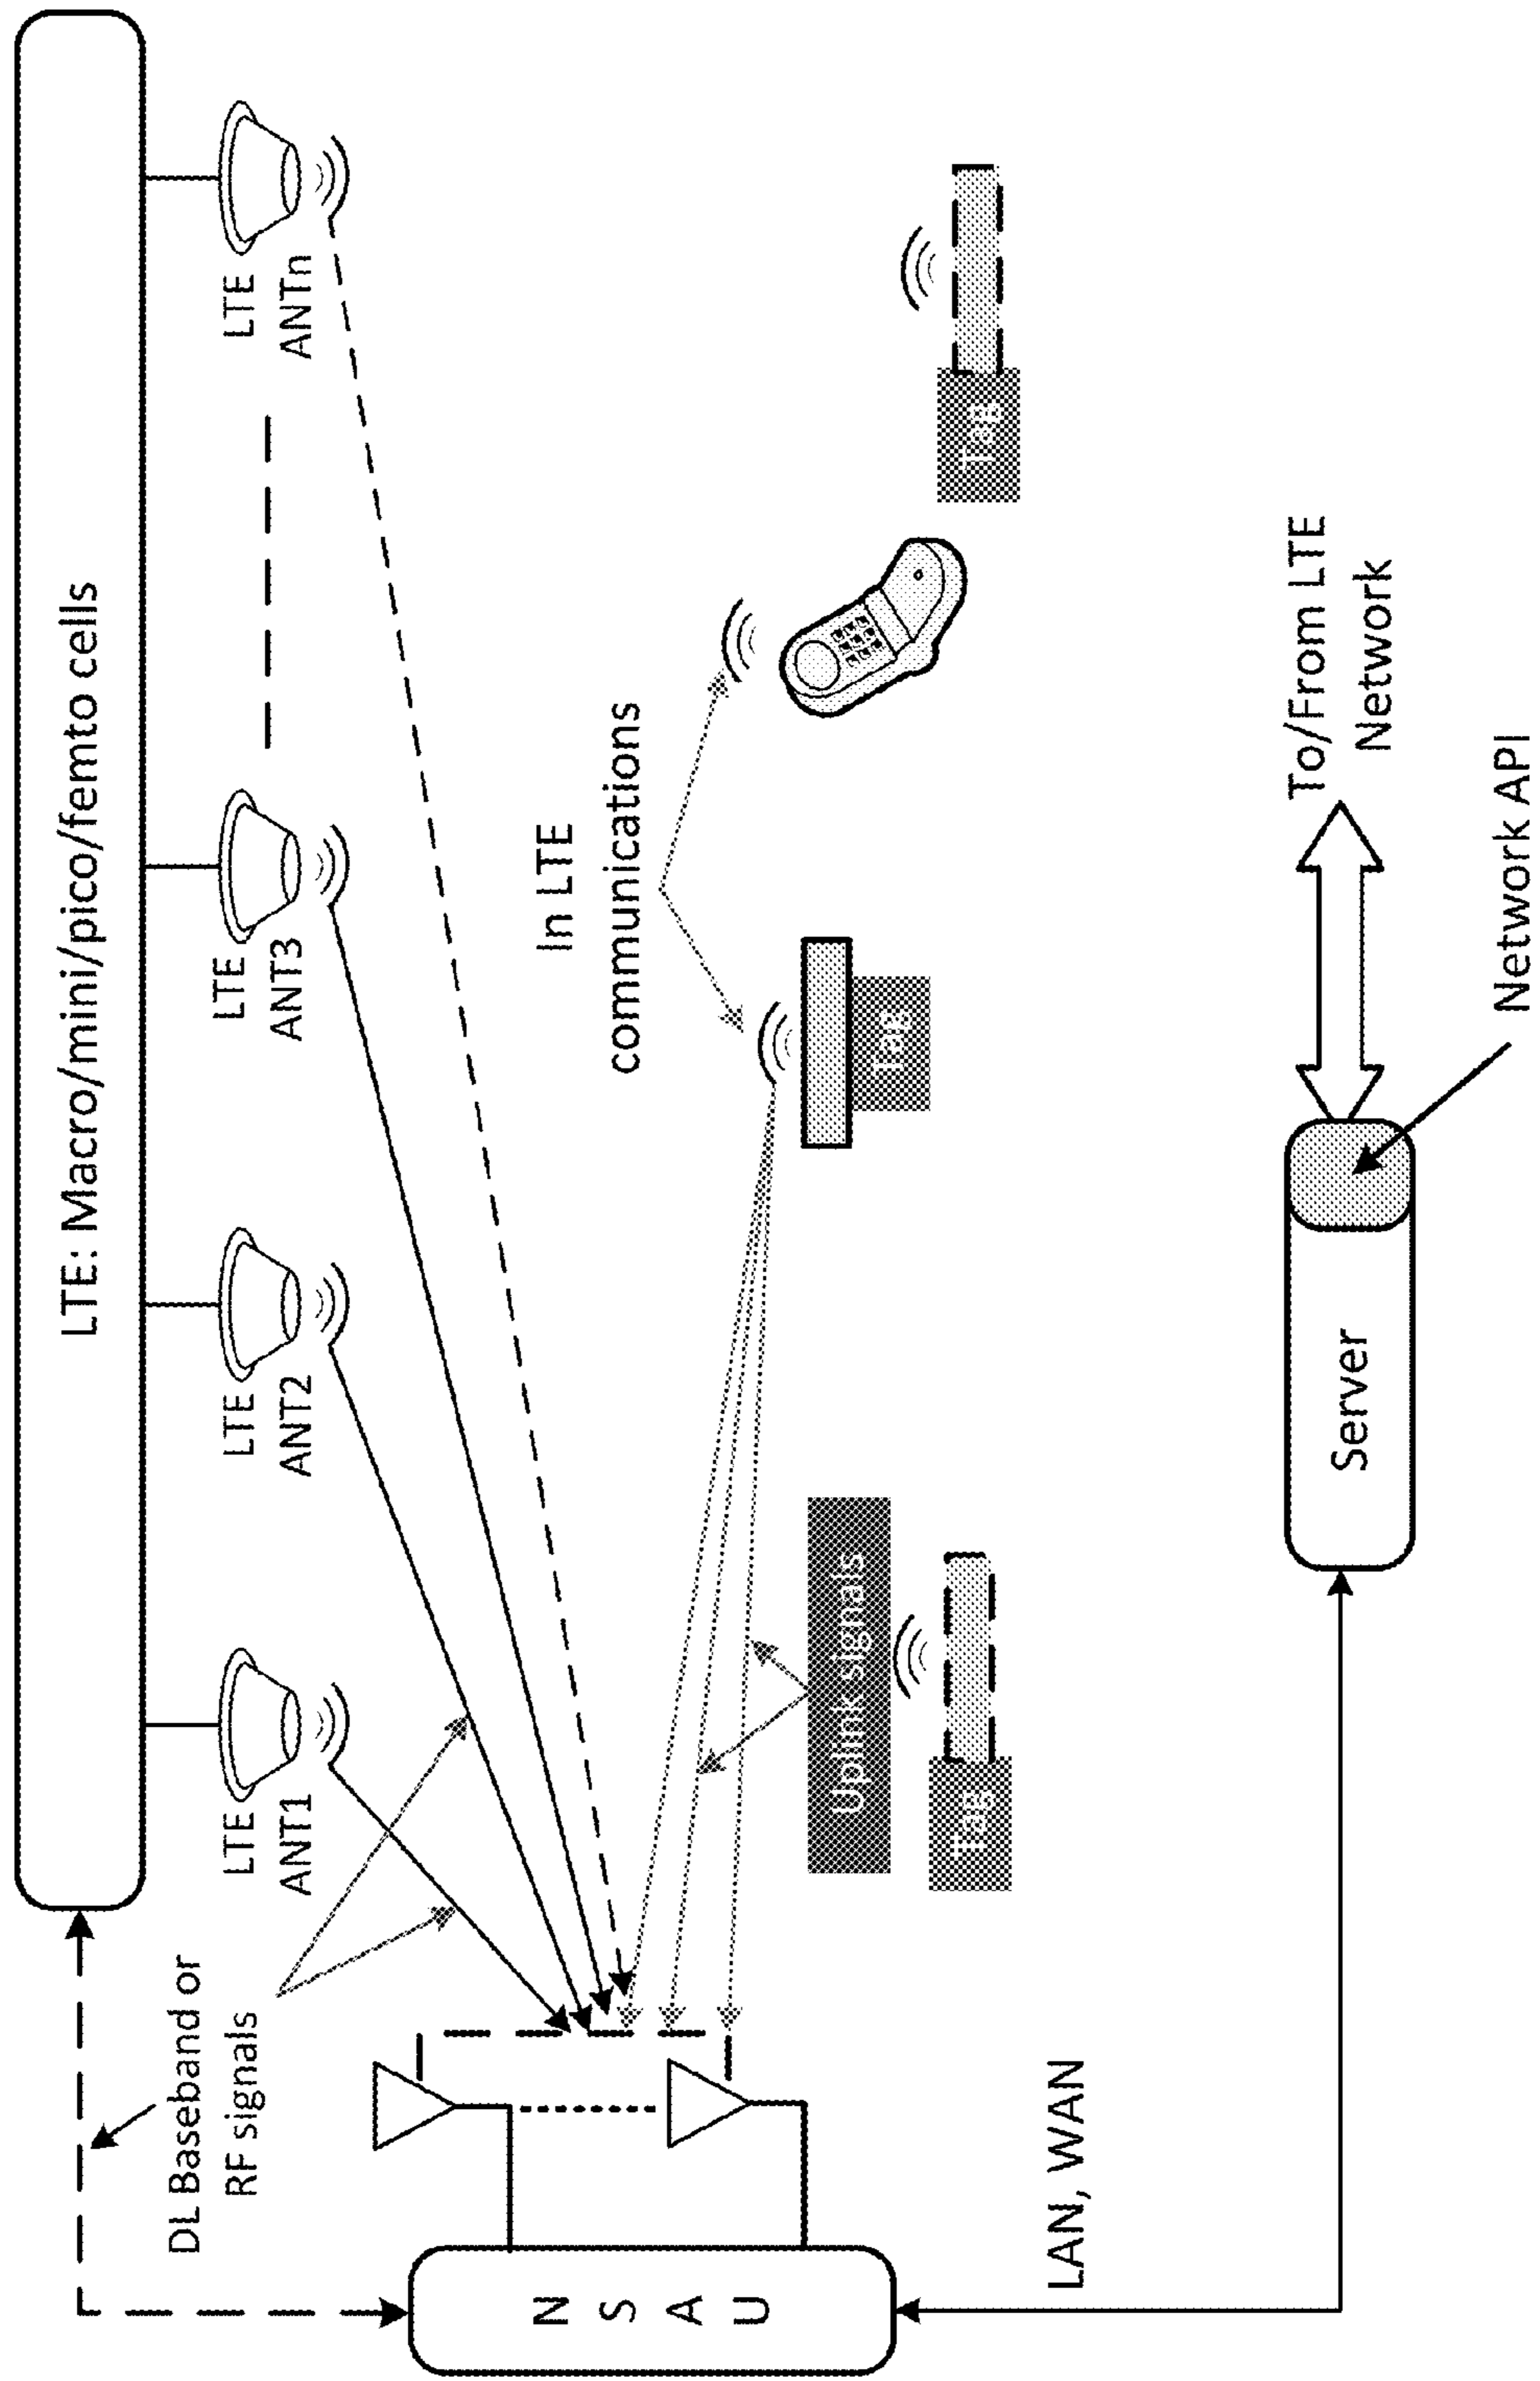 LTE: Macro/mini/pico/femto cells
DL Baseband or
RF signals
LTE
ANT1
LTE
ANT2
LTE
ANT3
LTE
ANTn
In LTE
communications
N
S
A
U
Uplink signals
Tag
Tag
Tag
LAN, WAN
Server
To/From LTE
Network
Network API